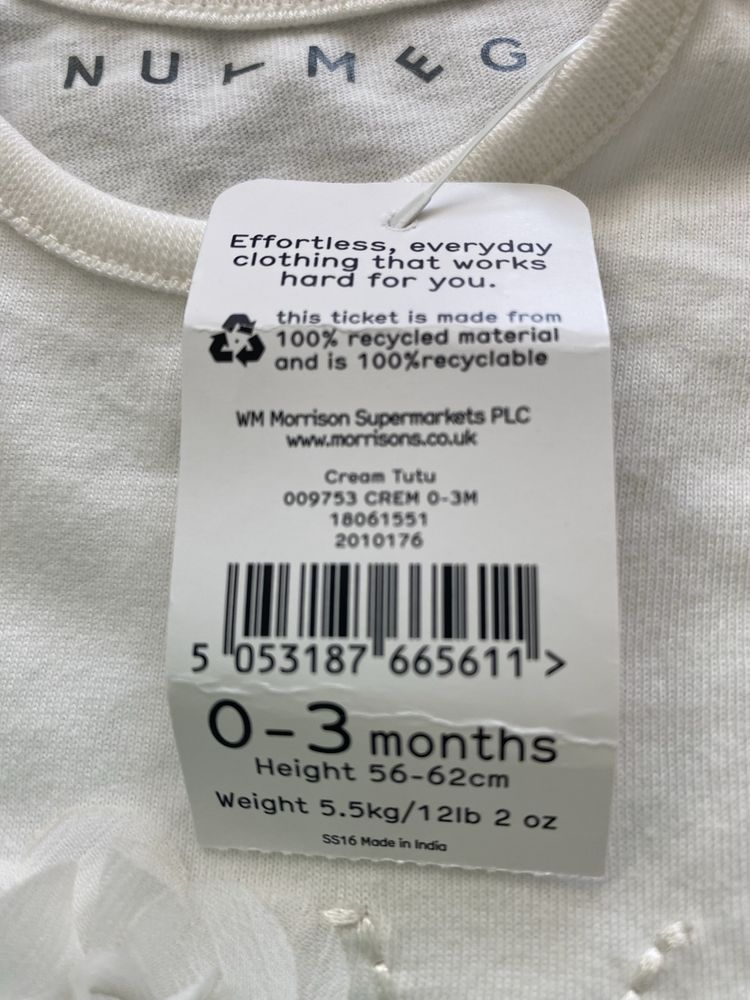 NUTMEG
Effortless, everyday
clothing that works
hard for you.
this ticket is made from
100% recycled material
and is 100%recyclable
WM Morrison Supermarkets PLC
www.morrisons.co.uk
Cream Tutu
009753 CREM 0-3M
18061551
2010176
5 053187 665611 >
0-3 months
Height 56-62cm
Weight 5.5kg/12lb 2 oz
SS16 Made in India